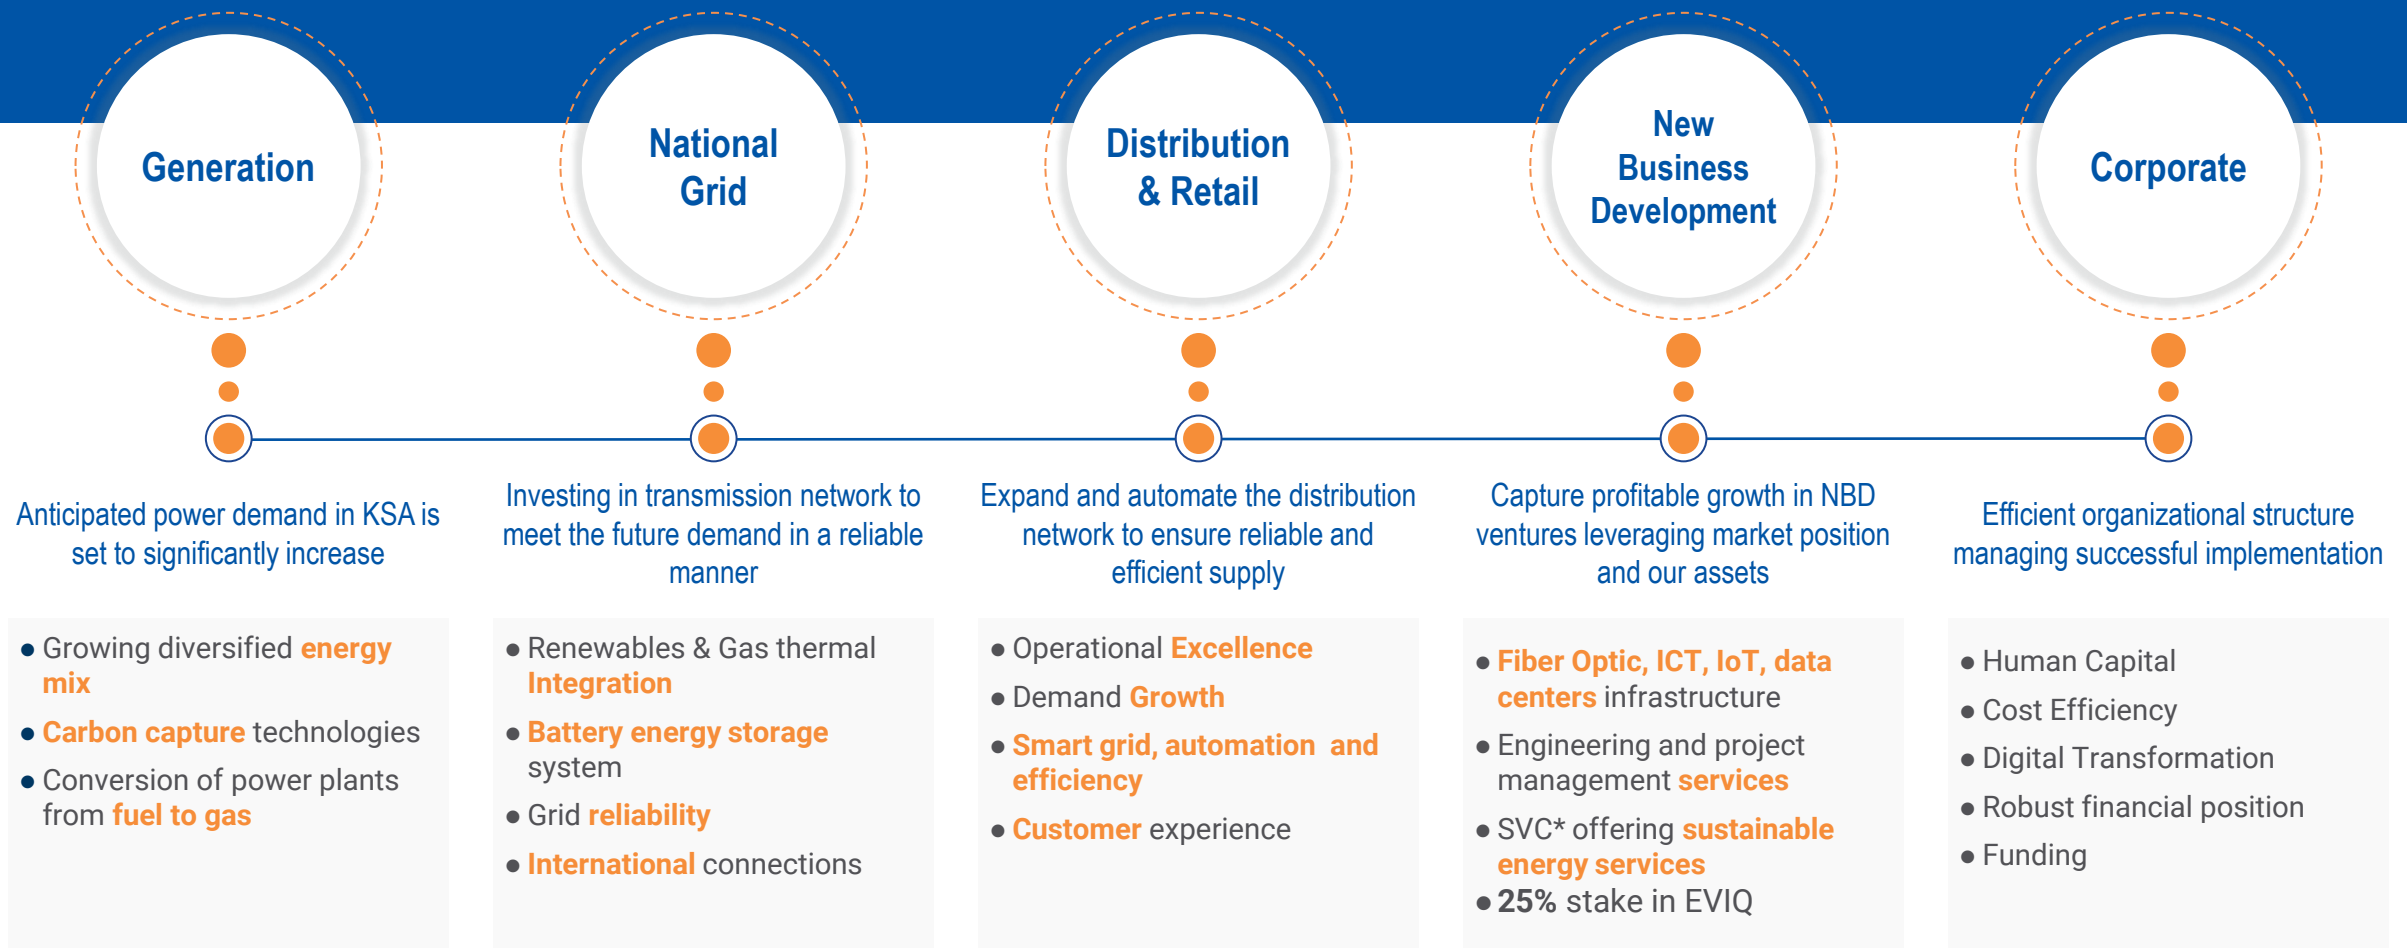 Generation
Anticipated power demand in KSA is
set to significantly increase
● Growing diversified energy
mix
● Carbon capture technologies
● Conversion of power plants
from fuel to gas
National
Grid
Investing in transmission network to
meet the future demand in a reliable
manner
● Renewables & Gas thermal
Integration
● Battery energy storage
system
● Grid reliability
● International connections
Distribution
& Retail
Expand and automate the distribution
network to ensure reliable and
efficient supply
● Operational Excellence
● Demand Growth
● Smart grid, automation  and
efficiency
● Customer experience
New
Business
Development
Capture profitable growth in NBD
ventures leveraging market position
and our assets
● Fiber Optic, ICT, IoT, data
centers infrastructure
● Engineering and project
management services
● SVC* offering sustainable
energy services
● 25% stake in EVIQ
Corporate
Efficient organizational structure
managing successful implementation
● Human Capital
● Cost Efficiency
● Digital Transformation
● Robust financial position
● Funding